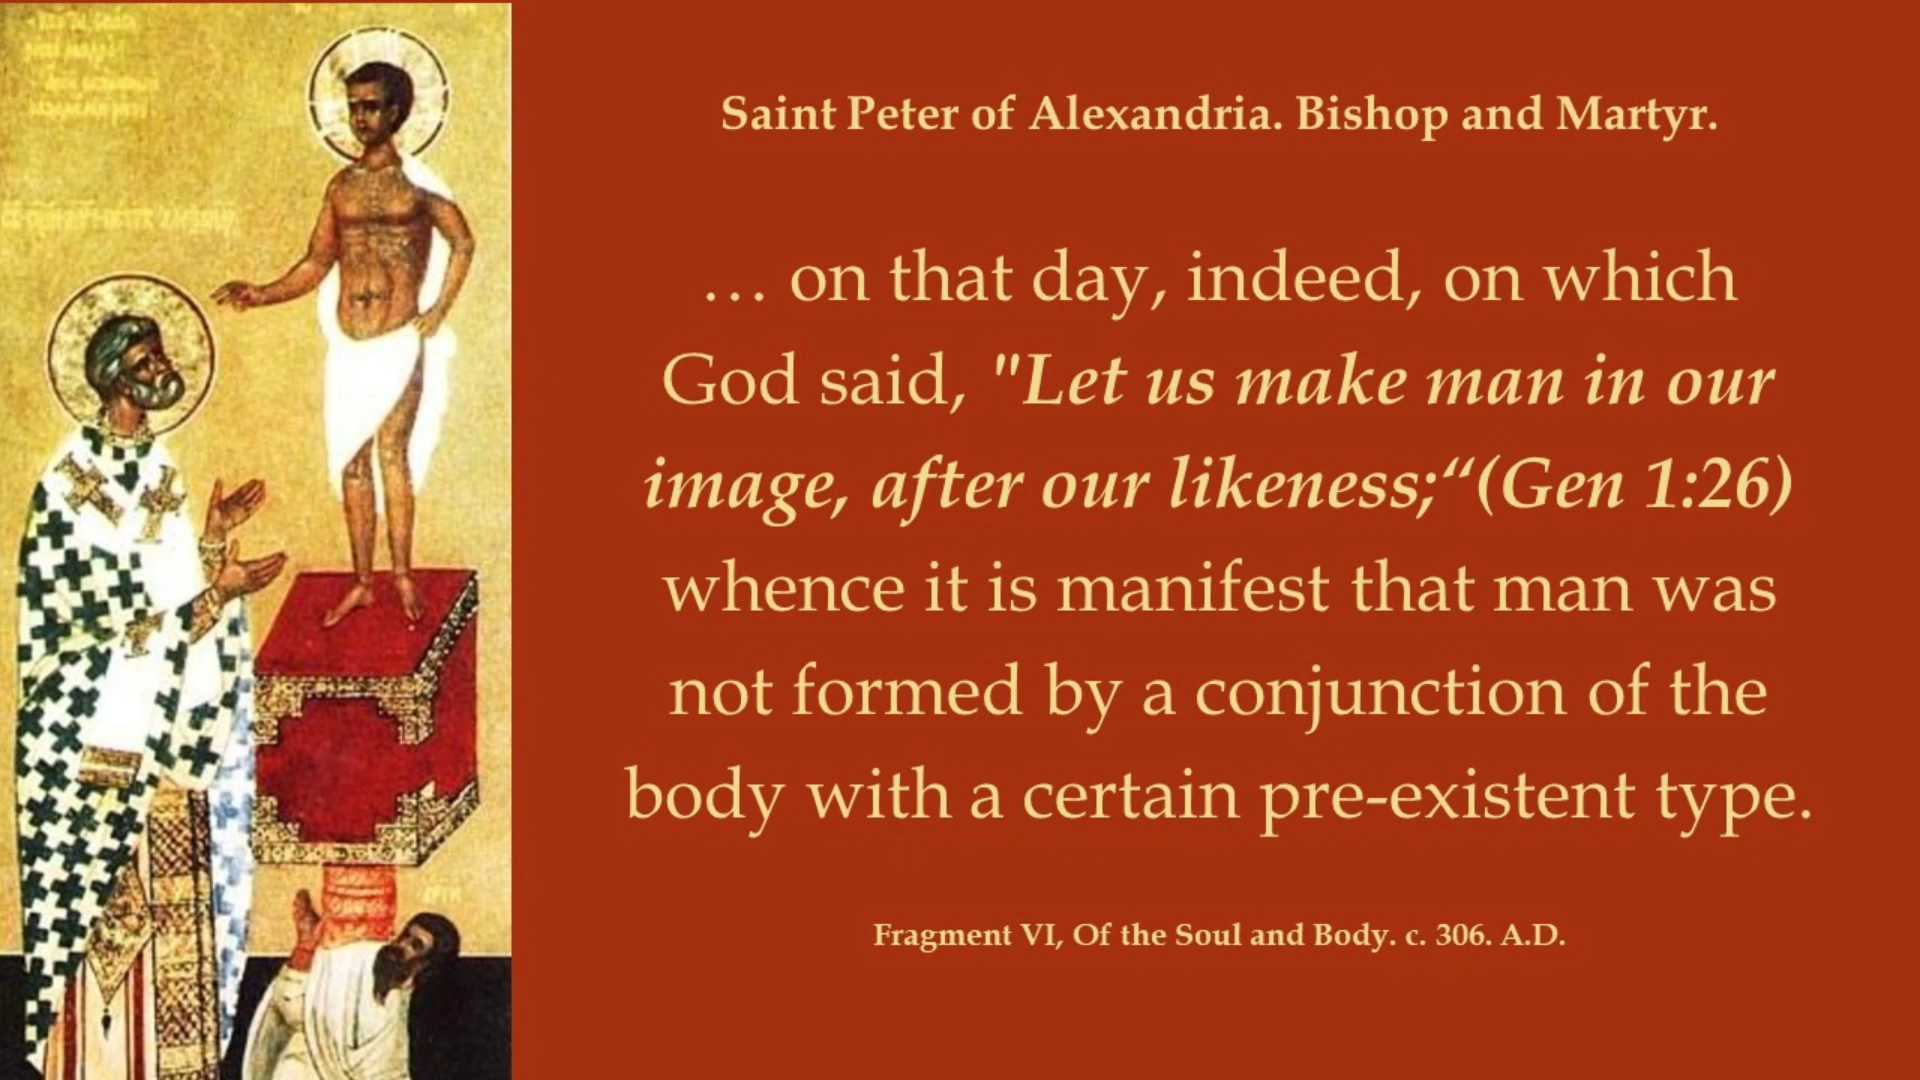 Saint Peter of Alexandria. Bishop and Martyr.
… on that day, indeed, on which
God said, "Let us make man in our
image, after our likeness;“(Gen 1:26)
whence it is manifest that man was
not formed by a conjunction of the
body with a certain pre-existent type.
Fragment VI, Of the Soul and Body. c. 306. A.D.